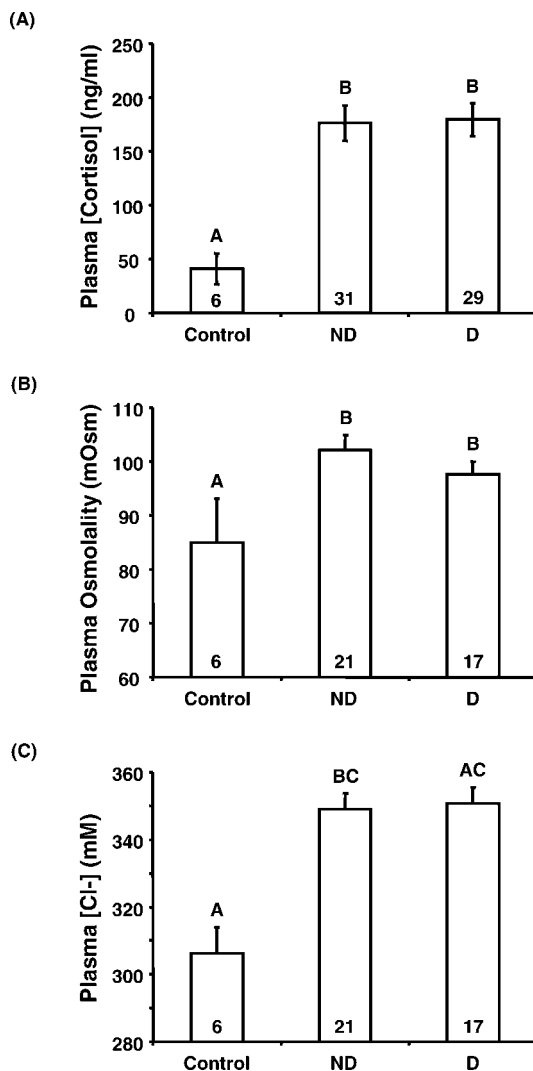 (A)
Plasma [Cortisol] (ng/ml)
250
200
150
100
50
0
A
B
B
6
31
29
Control
ND
D
(B)
Plasma Osmolality (mOsm)
110
100
90
80
70
60
A
B
B
6
21
17
Control
ND
D
(C)
Plasma [Cl-] (mM)
360
340
320
300
280
A
BC
AC
6
21
17
Control
ND
D